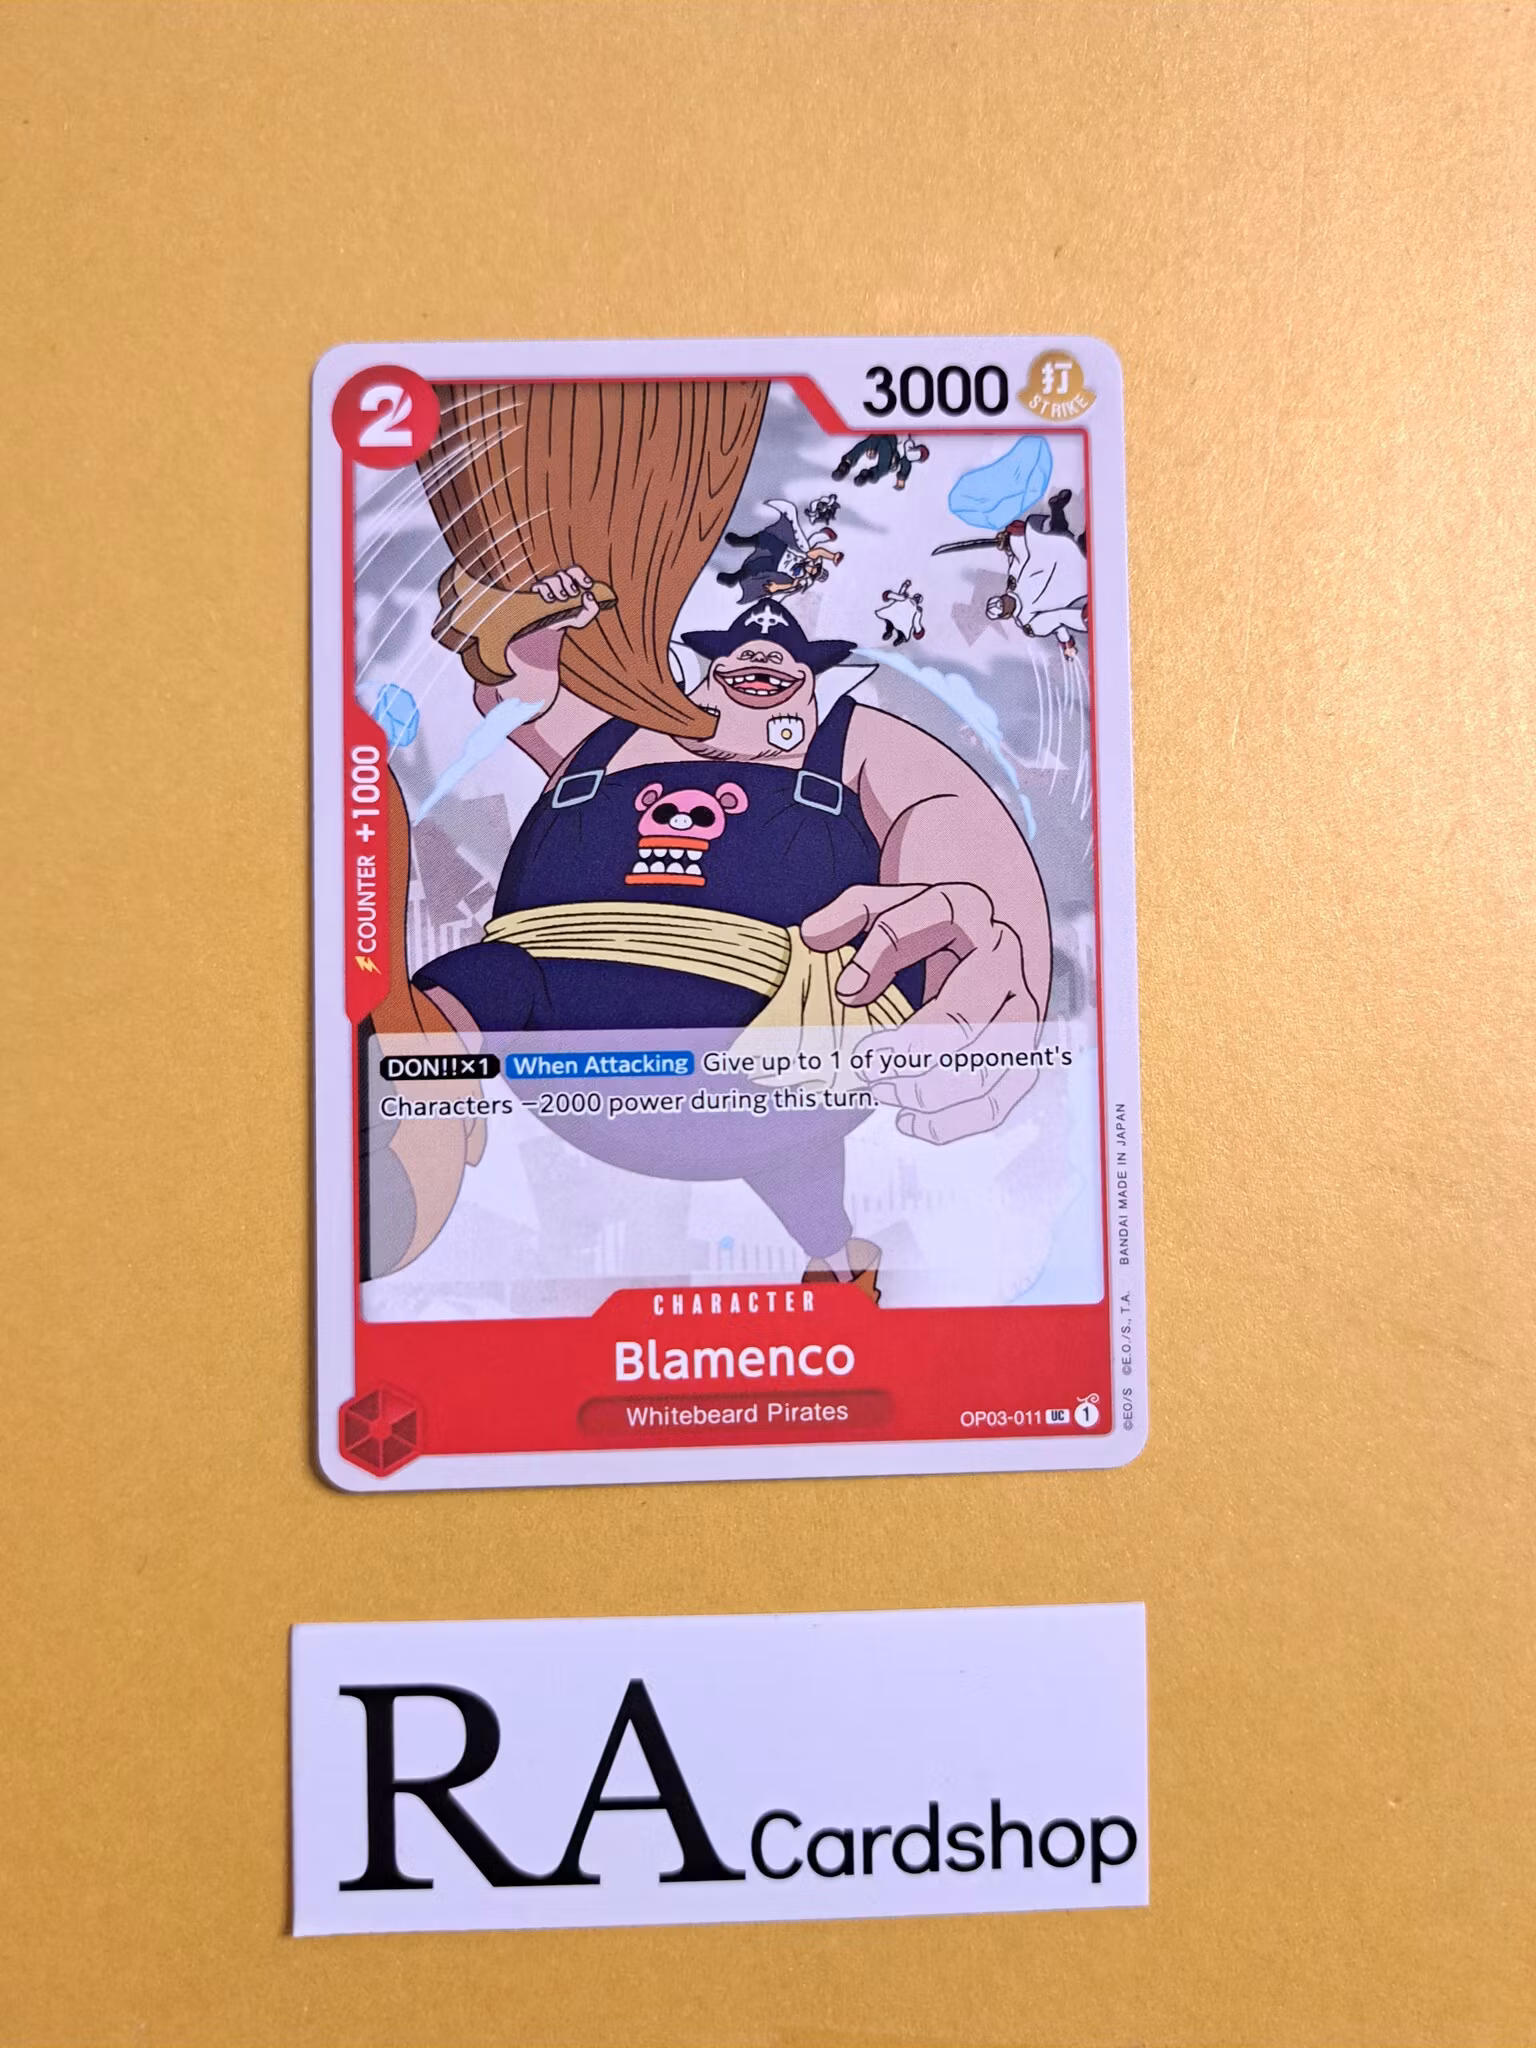 2
3000
打
STRIKE
COUNTER +1000
DON!!×1 When Attacking Give up to 1 of your opponent's
Characters −2000 power during this turn.
CHARACTER
Blamenco
Whitebeard Pirates
OP03-011 UC 1
©EO/S ©E.O./S., T.A. BANDAI MADE IN JAPAN
RA Cardshop